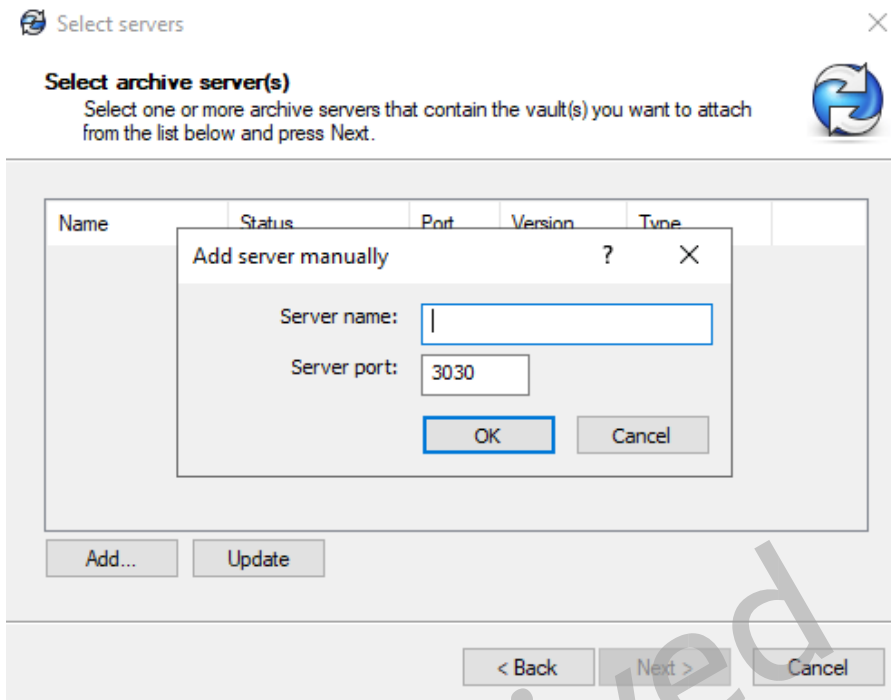 Select servers
Select archive server(s)
Select one or more archive servers that contain the vault(s) you want to attach
from the list below and press Next.
Name Status Port Version Type
Add server manually ?
Server name:
Server port: 3030
OK Cancel
Add... Update
< Back Next > Cancel